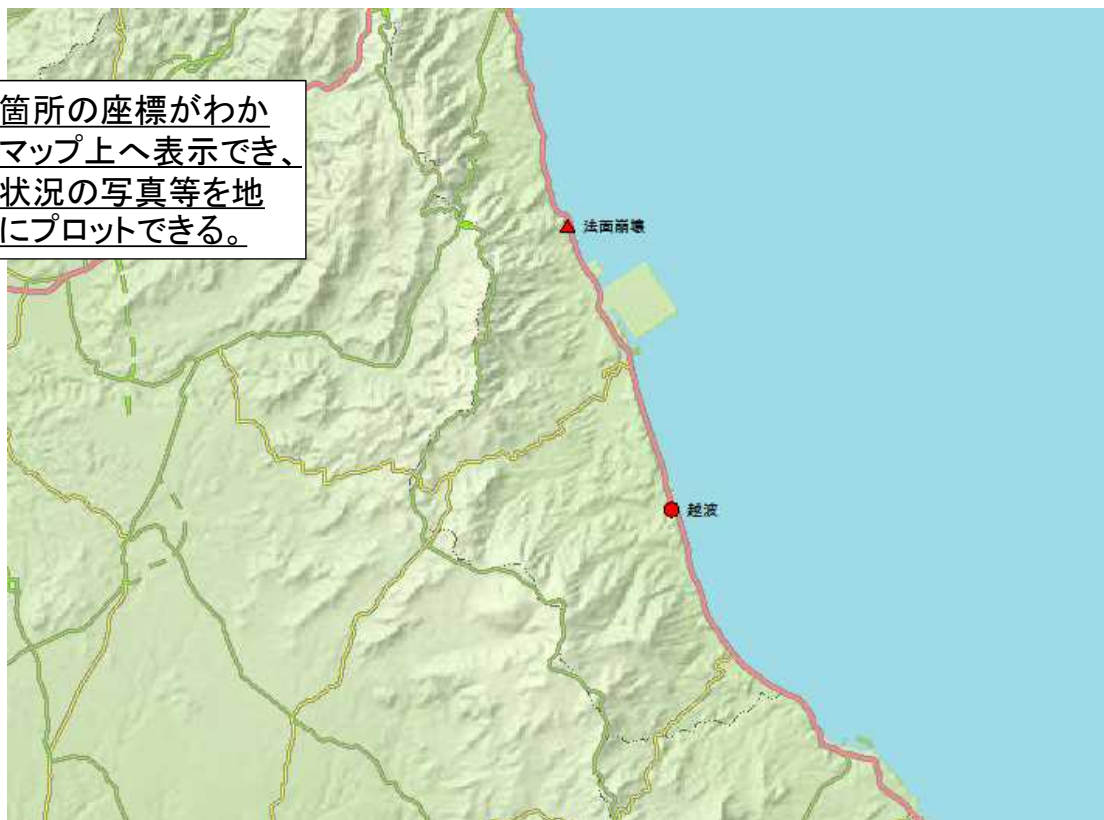 箇所の座標がわか
マップ上へ表示でき、
状況の写真等を地
にプロットできる。
法面崩壊
越波